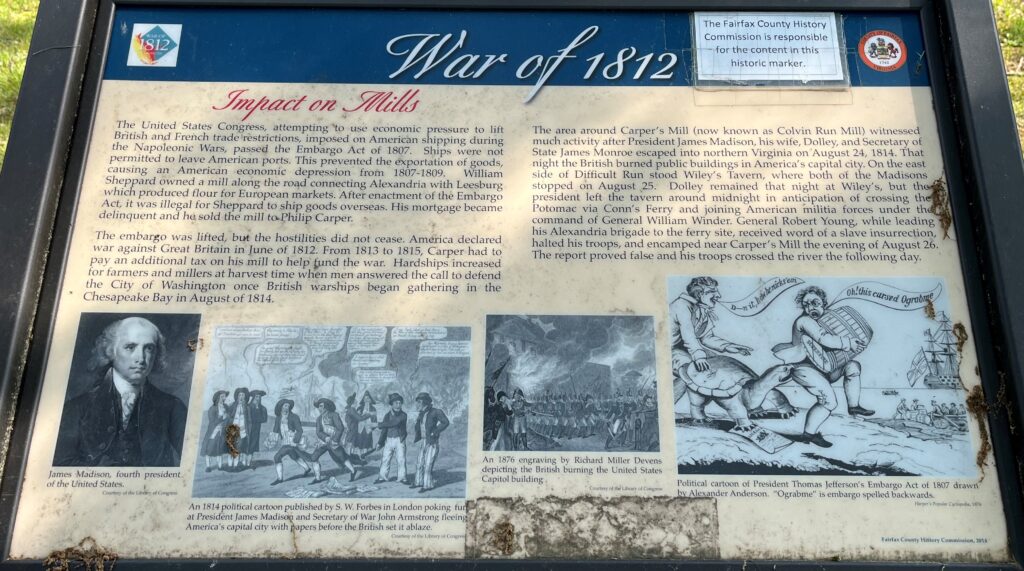 WAR OF
1812
War of 1812
The Fairfax County History
Commission is responsible
for the content in this
historic marker.
Impact on Mills
The United States Congress, attempting to use economic pressure to lift
British and French trade restrictions, imposed on American shipping during
the Napoleonic Wars, passed the Embargo Act of 1807. Ships were not
permitted to leave American ports. This prevented the exportation of goods,
causing an American economic depression from 1807-1809. William
Sheppard owned a mill along the road connecting Alexandria with Leesburg
which produced flour for European markets. After enactment of the Embargo
Act, it was illegal for Sheppard to ship goods overseas. His mortgage became
delinquent and he sold the mill to Philip Carper.
The embargo was lifted, but the hostilities did not cease. America declared
war against Great Britain in June of 1812. From 1813 to 1815, Carper had to
pay an additional tax on his mill to help fund the war. Hardships increased
for farmers and millers at harvest time when men answered the call to defend
the City of Washington once British warships began gathering in the
Chesapeake Bay in August of 1814.
The area around Carper's Mill (now known as Colvin Run Mill) witnessed
much activity after President James Madison, his wife, Dolley, and Secretary of
State James Monroe escaped into northern Virginia on August 24, 1814. That
night the British burned public buildings in America's capital city. On the east
side of Difficult Run stood Wiley's Tavern, where both of the Madisons
stopped on August 25. Dolley remained that night at Wiley's, but the
president left the tavern around midnight in anticipation of crossing the
Potomac via Conn's Ferry and joining American militia forces under the
command of General William Winder. General Robert Young, while leading
his Alexandria brigade to the ferry site, received word of a slave insurrection,
halted his troops, and encamped near Carper's Mill the evening of August 26.
The report proved false and his troops crossed the river the following day.
James Madison, fourth president
of the United States.
Courtesy of the Library of Congress
An 1814 political cartoon published by S. W. Forbes in London poking fun
at President James Madison and Secretary of War John Armstrong fleeing
America's capital city with papers before the British set it ablaze.
Courtesy of the Library of Congress
An 1876 engraving by Richard Miller Devens
depicting the British burning the United States
Capitol building
Courtesy of the Library of Congress
Oh! this cursed Ograbme
Political cartoon of President Thomas Jefferson's Embargo Act of 1807 drawn
by Alexander Anderson. "Ograbme" is embargo spelled backwards.
Harper's Popular Cyclopedia, 1876
Fairfax County History Commission, 2014